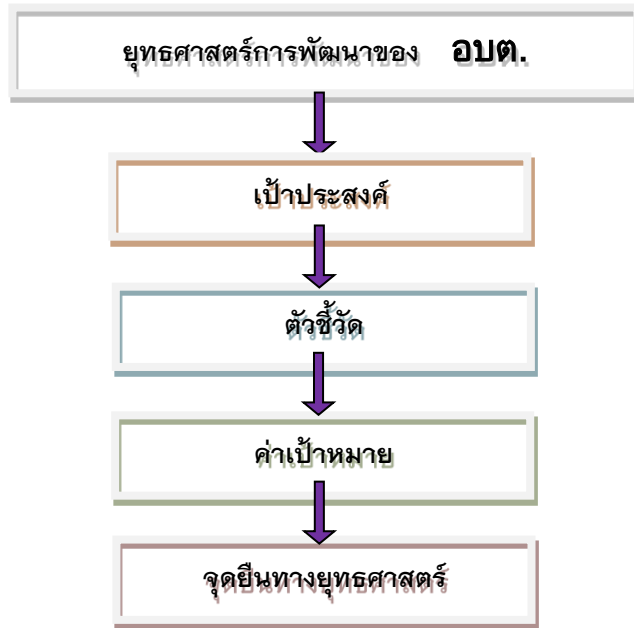 ยุทธศาสตร์การพัฒนาของ อบต.
เป้าประสงค์
ตัวชี้วัด
ค่าเป้าหมาย
จุดยืนทางยุทธศาสตร์